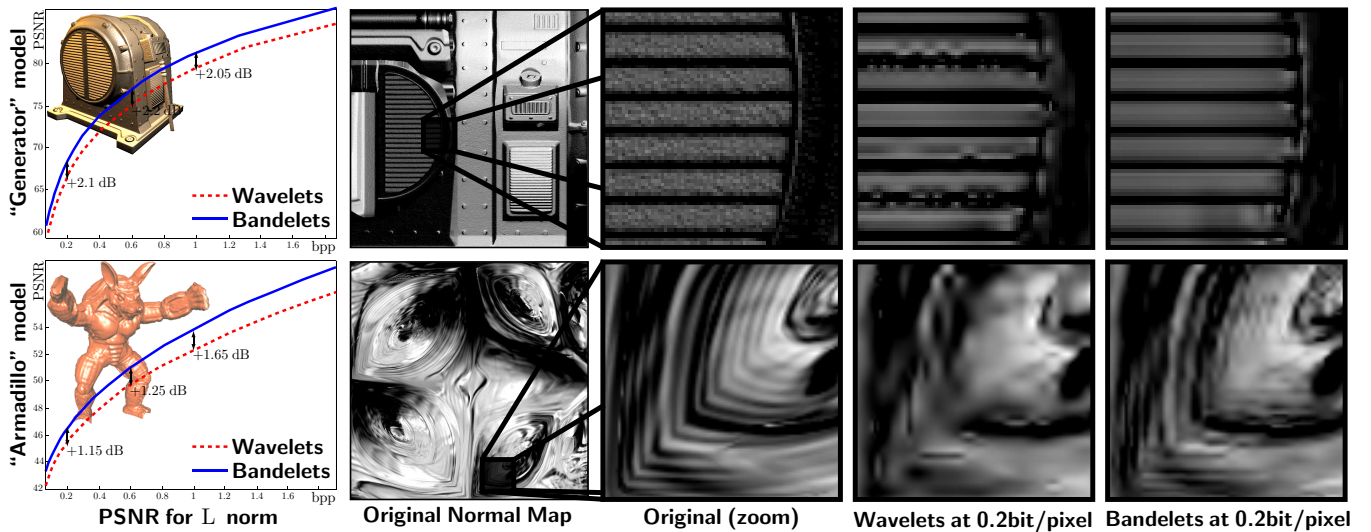 "Generator" model
PSNR
80
75
70
65
60
+2.1 dB
+2.2 dB
+2.05 dB
Wavelets
Bandelets
0.2 0.4 0.6 0.8 1 1.2 1.4 bpp
"Armadillo" model
PSNR
54
52
50
48
46
44
42
+1.15 dB
+1.25 dB
+1.65 dB
Wavelets
Bandelets
0.2 0.4 0.6 0.8 1 1.2 1.4 1.6 bpp
PSNR for L norm
Original Normal Map
Original (zoom)
Wavelets at 0.2bit/pixel
Bandelets at 0.2bit/pixel